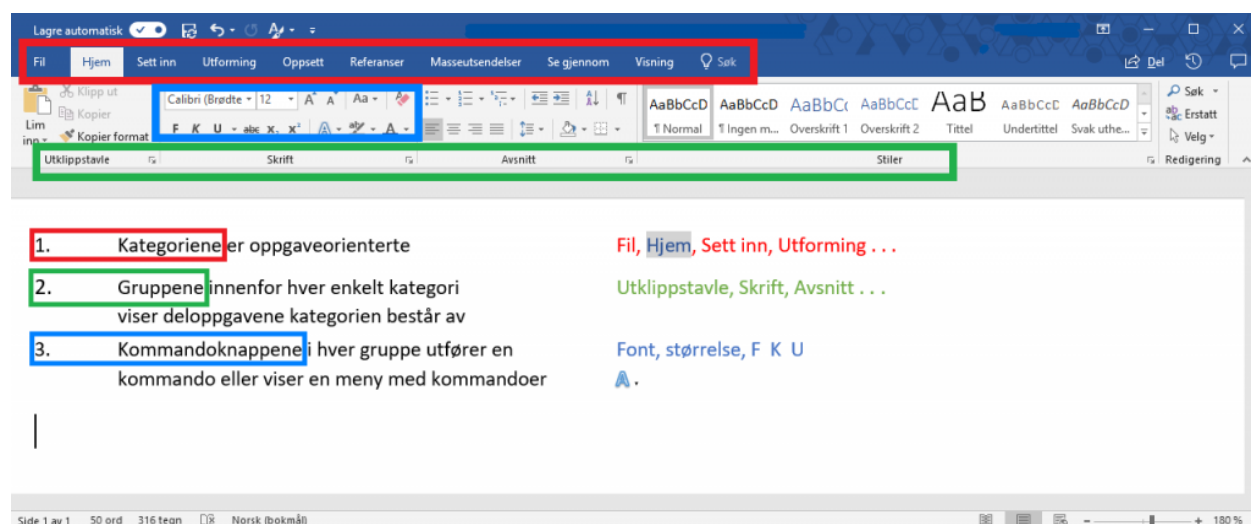 Lagre automatisk
Fil Hjem Sett inn Utforming Oppsett Referanser Masseutsendelser Se gjennom Visning Søk Del
Klipp ut
Kopier
Lim inn
Kopier format
Calibri (Brødte 12 A A Aa
F K U abc x, x² A aby A
AaBbCcD AaBbCcD AaBbC AaBbCcC AaB AaBbCcC AaBbCcD
¶ Normal ¶ Ingen m... Overskrift 1 Overskrift 2 Tittel Undertittel Svak uthe...
Søk
Erstatt
Velg
Utklippstavle Skrift Avsnitt Stiler Redigering
1. Kategoriene er oppgaveorienterte Fil, Hjem, Sett inn, Utforming . . .
2. Gruppene innenfor hver enkelt kategori Utklippstavle, Skrift, Avsnitt . . .
viser deloppgavene kategorien består av
3. Kommandoknappene i hver gruppe utfører en Font, størrelse, F K U
kommando eller viser en meny med kommandoer A .
Side 1 av 1 50 ord 316 tegn Norsk (bokmål) 180 %